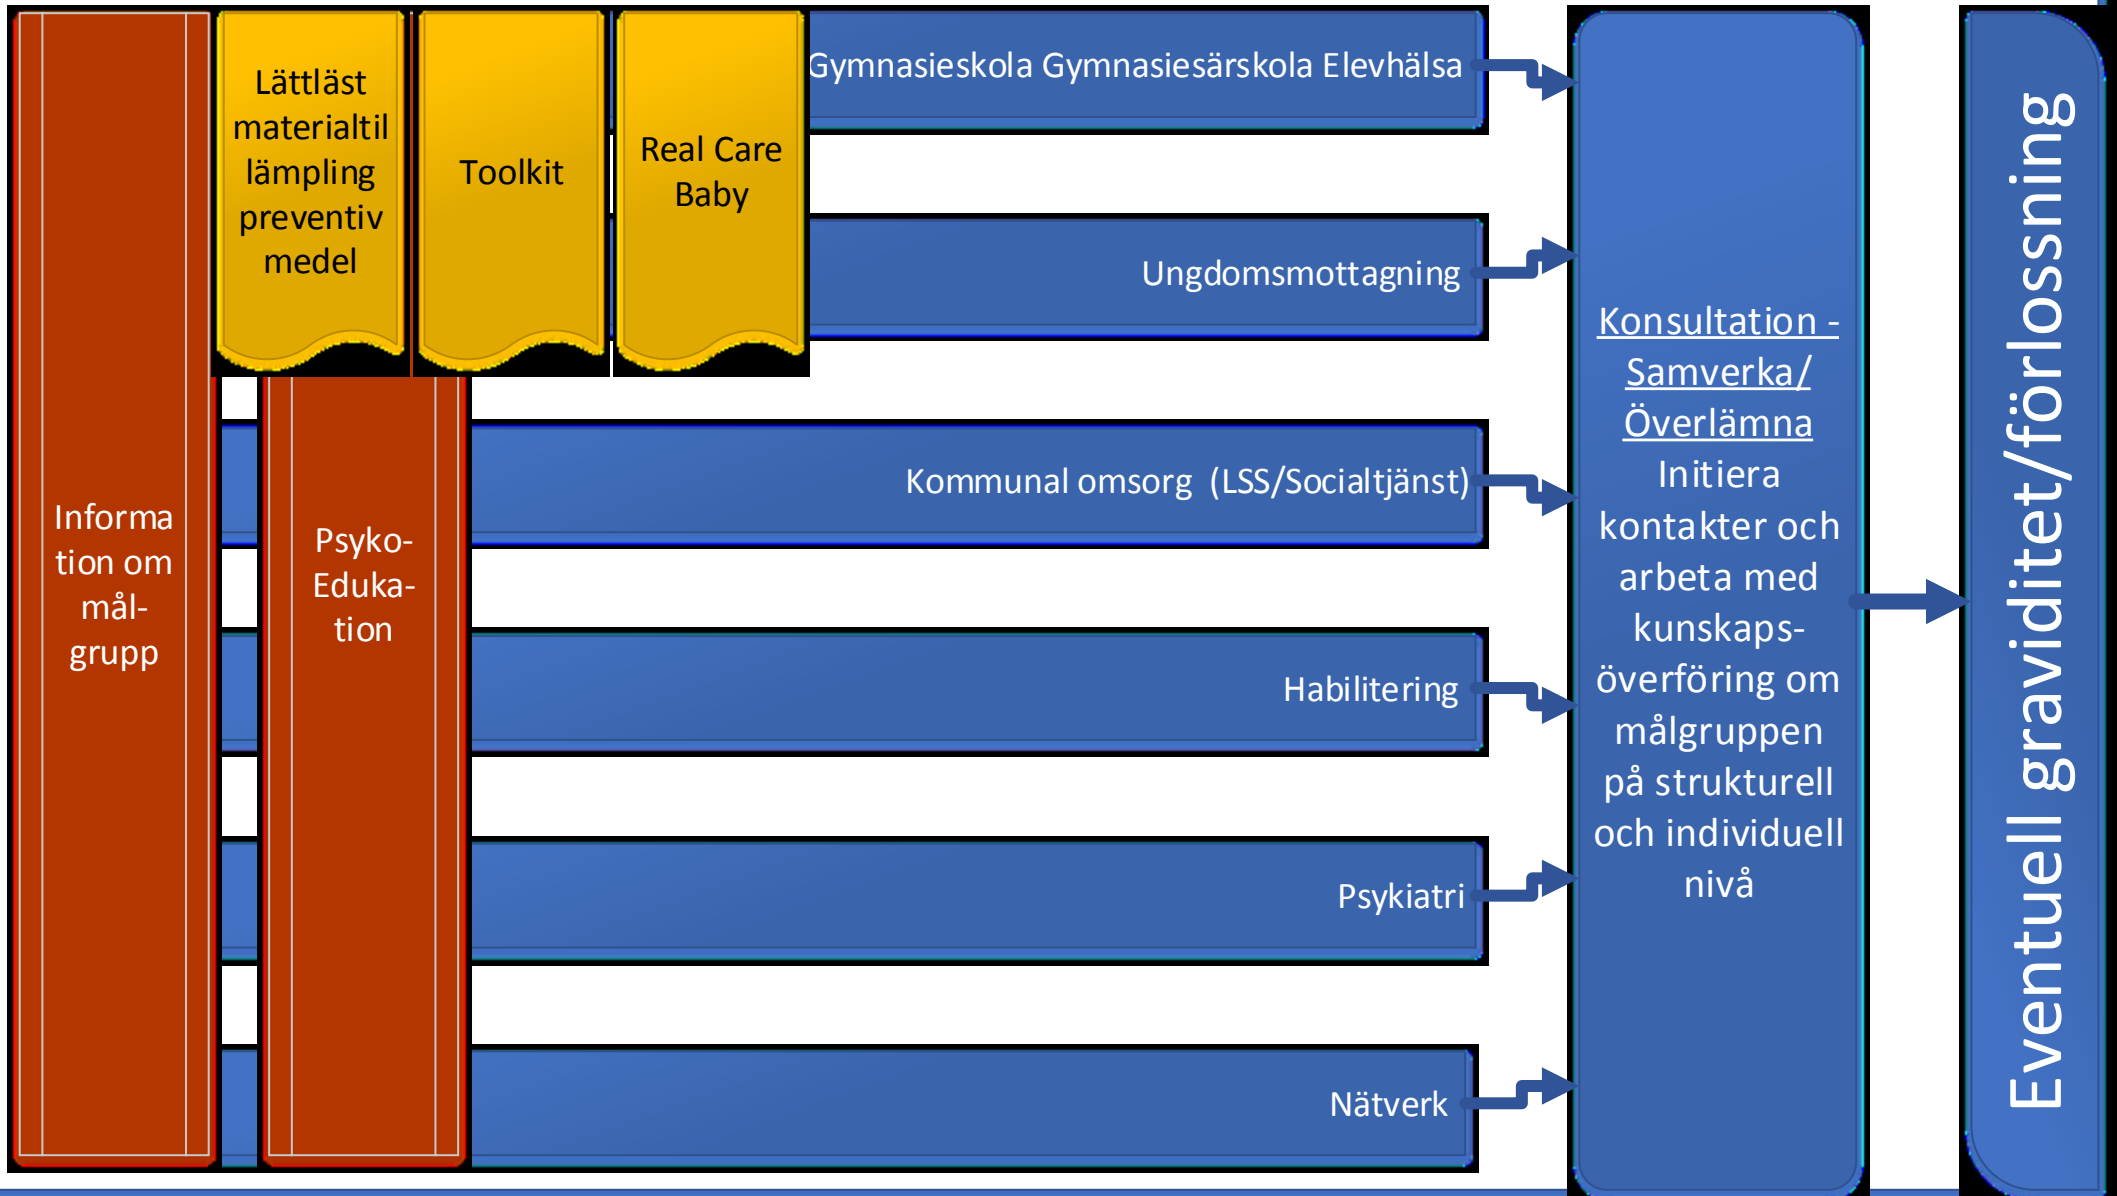 Informa
tion om
mål-
grupp
Lättläst
materialtil
lämpling
preventiv
medel
Toolkit
Real Care
Baby
Psyko-
Eduka-
tion
Gymnasieskola Gymnasiesärskola Elevhälsa
Ungdomsmottagning
Kommunal omsorg (LSS/Socialtjänst)
Habilitering
Psykiatri
Nätverk
Konsultation -
Samverka/
Överlämna
Initiera
kontakter och
arbeta med
kunskaps-
överföring om
målgruppen
på strukturell
och individuell
nivå
Eventuell graviditet/förlossning